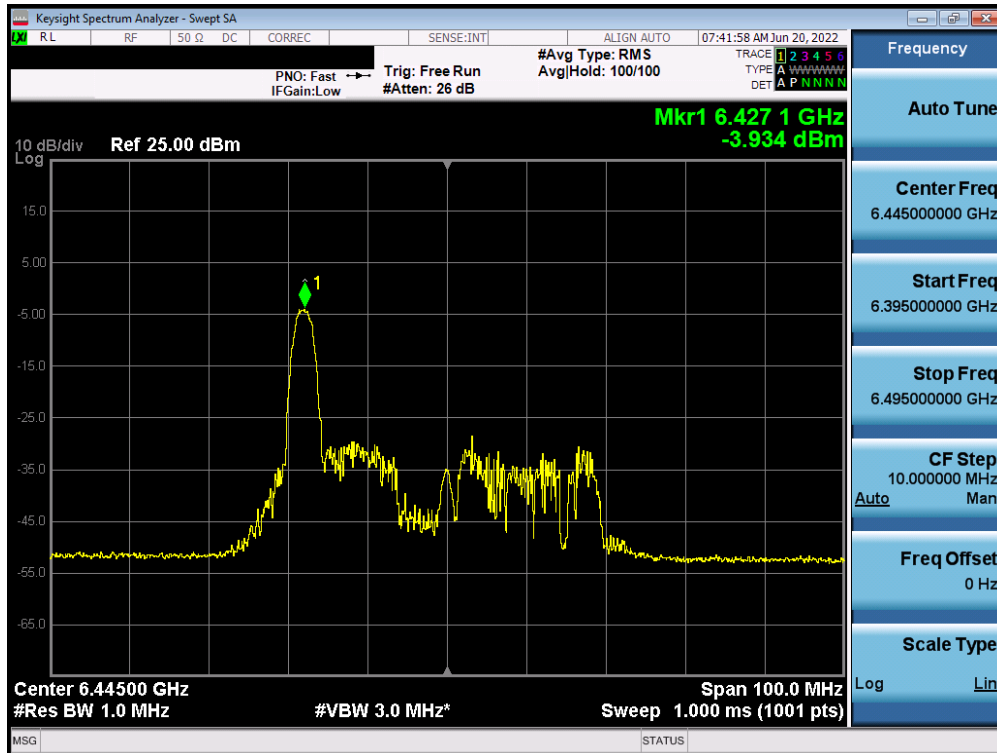 Keysight Spectrum Analyzer - Swept SA
LXI RL RF 50 Ω DC CORREC SENSE:INT ALIGN AUTO 07:41:58 AM Jun 20, 2022
PNO: Fast
IFGain:Low
Trig: Free Run
#Atten: 26 dB
#Avg Type: RMS
Avg|Hold: 100/100
TRACE 1 2 3 4 5 6
TYPE A WWWWW
DET A P N N N N
Mkr1 6.427 1 GHz
-3.934 dBm
10 dB/div Ref 25.00 dBm
Log
15.0
5.00
1
-5.00
-15.0
-25.0
-35.0
-45.0
-55.0
-65.0
Center 6.44500 GHz Span 100.0 MHz
#Res BW 1.0 MHz #VBW 3.0 MHz* Sweep 1.000 ms (1001 pts)
MSG STATUS
Frequency
Auto Tune
Center Freq
6.445000000 GHz
Start Freq
6.395000000 GHz
Stop Freq
6.495000000 GHz
CF Step
10.000000 MHz
Auto Man
Freq Offset
0 Hz
Scale Type
Log Lin